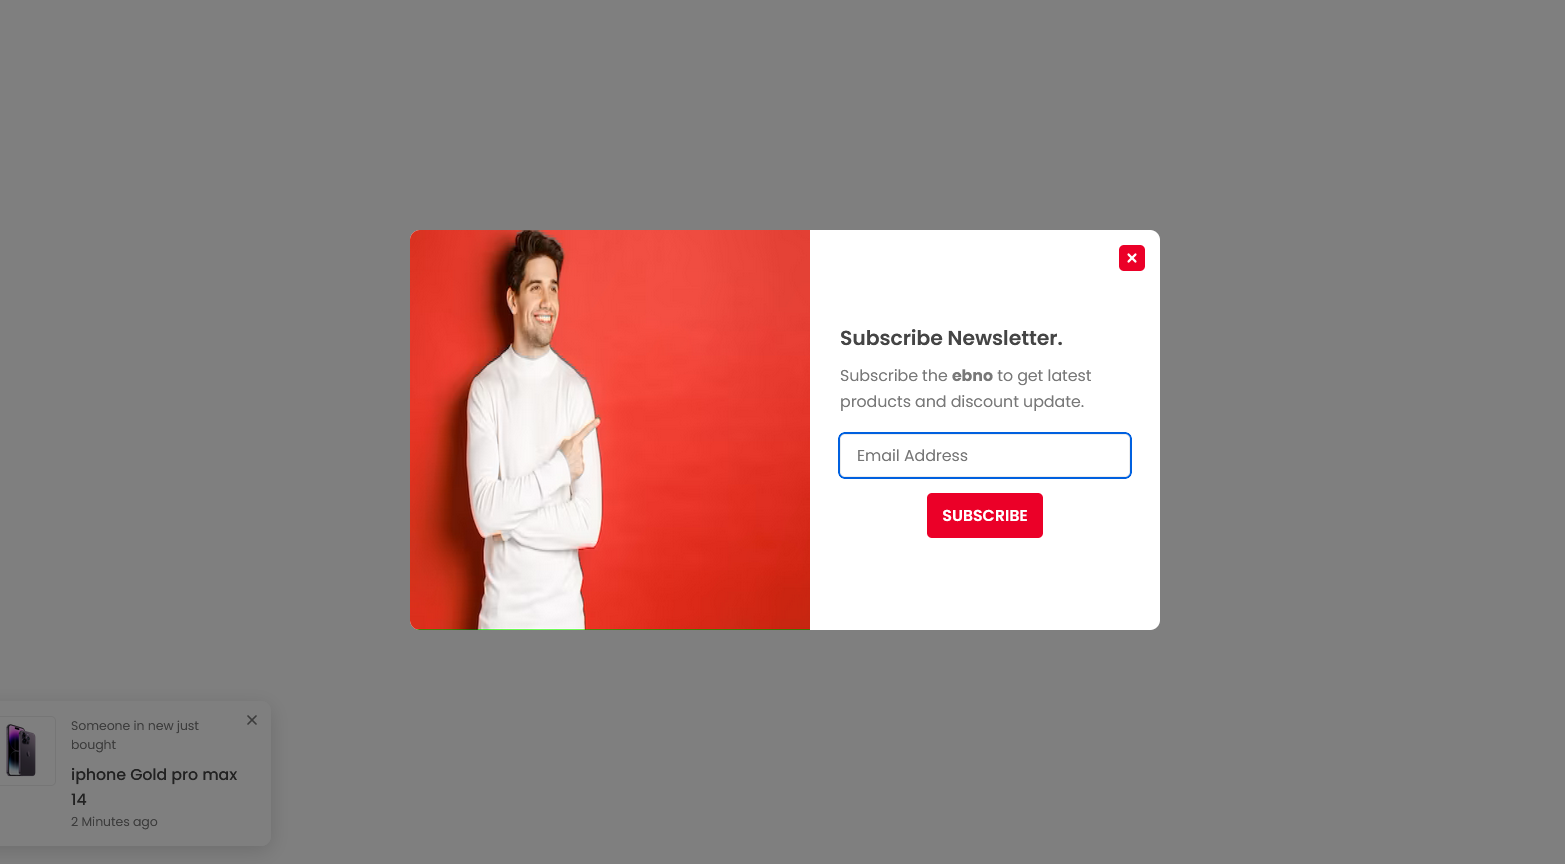 Subscribe Newsletter.
Subscribe the ebno to get latest
products and discount update.
Email Address
SUBSCRIBE
Someone in new just
bought
iphone Gold pro max
14
2 Minutes ago